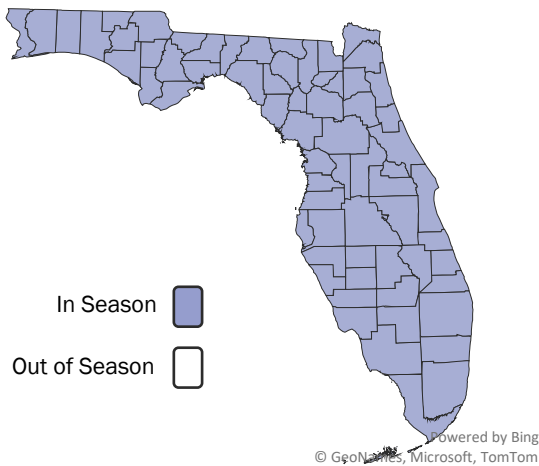 In Season
Out of Season
Powered by Bing
© GeoNames, Microsoft, TomTom